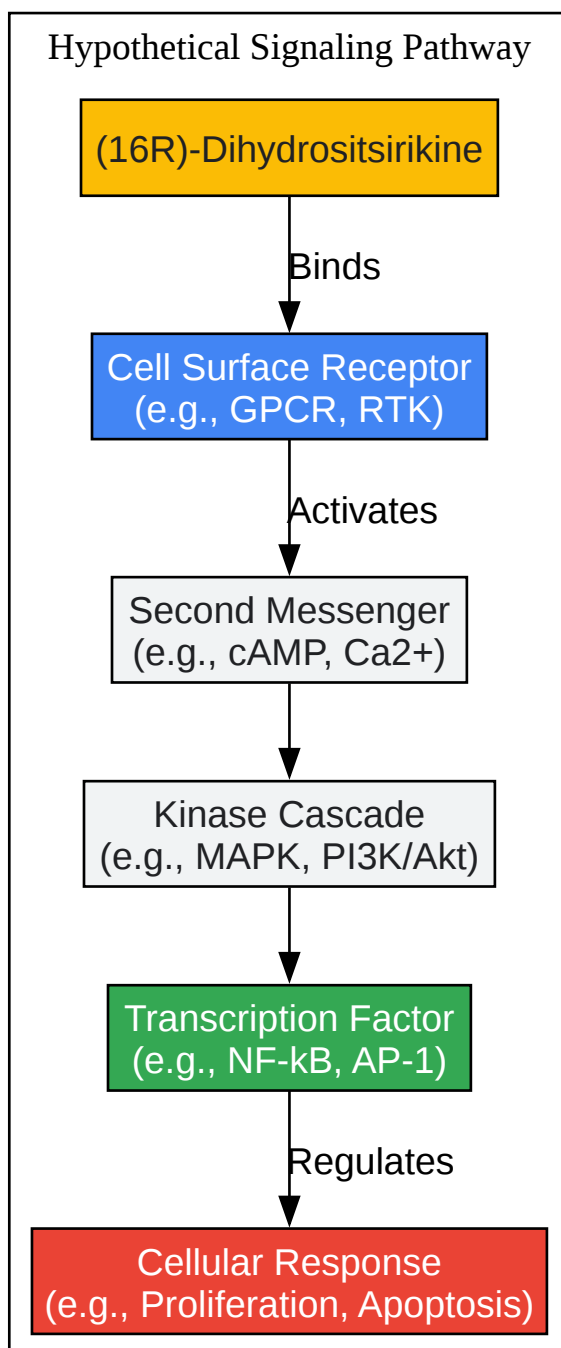 Hypothetical Signaling Pathway
(16R)-Dihydrositsirikine
Binds
Cell Surface Receptor
(e.g., GPCR, RTK)
Activates
Second Messenger
(e.g., cAMP, Ca2+)
Kinase Cascade
(e.g., MAPK, PI3K/Akt)
Transcription Factor
(e.g., NF-kB, AP-1)
Regulates
Cellular Response
(e.g., Proliferation, Apoptosis)